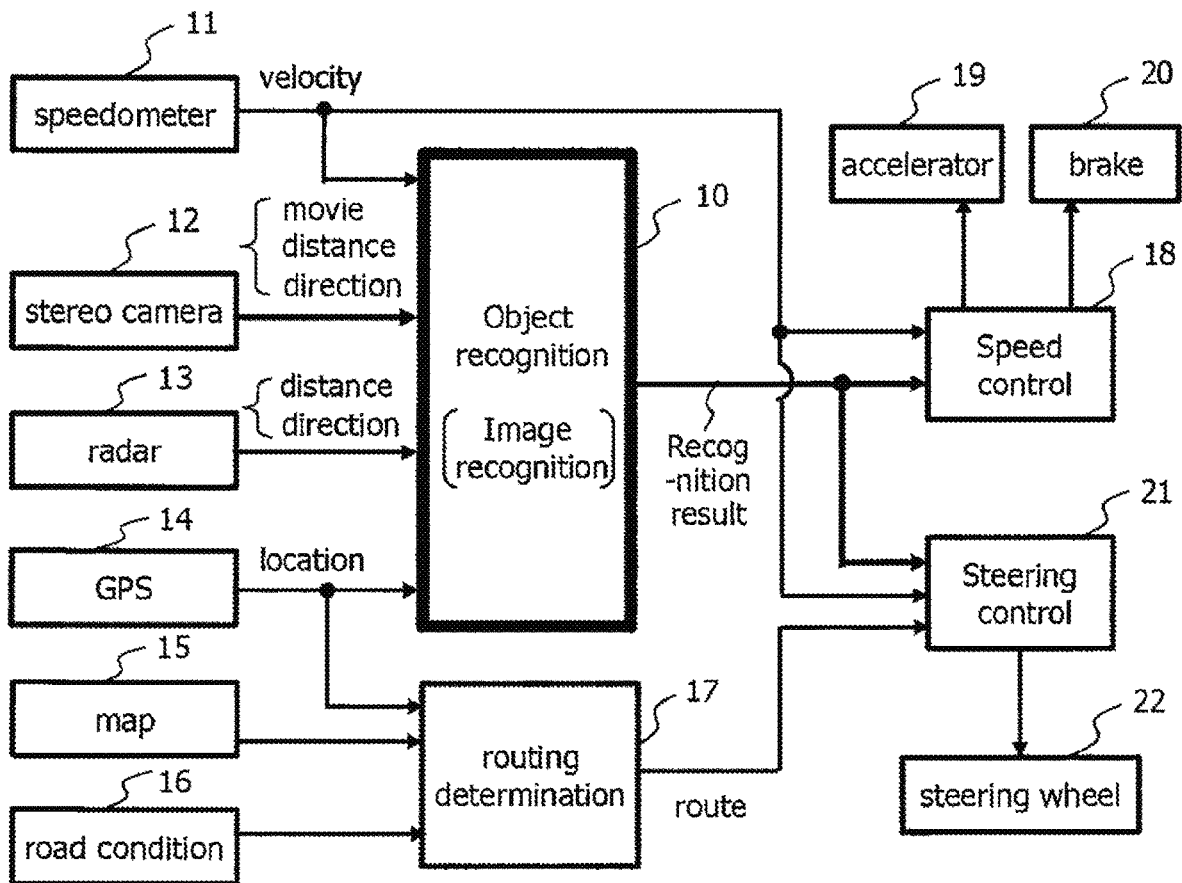 11
speedometer
velocity
19
accelerator
20
brake
12
stereo camera
movie
distance
direction
10
Object
recognition
Image
recognition
18
Speed
control
13
radar
distance
direction
Recog
-nition
result
14
GPS
location
21
Steering
control
15
map
17
routing
determination
route
22
steering wheel
16
road condition